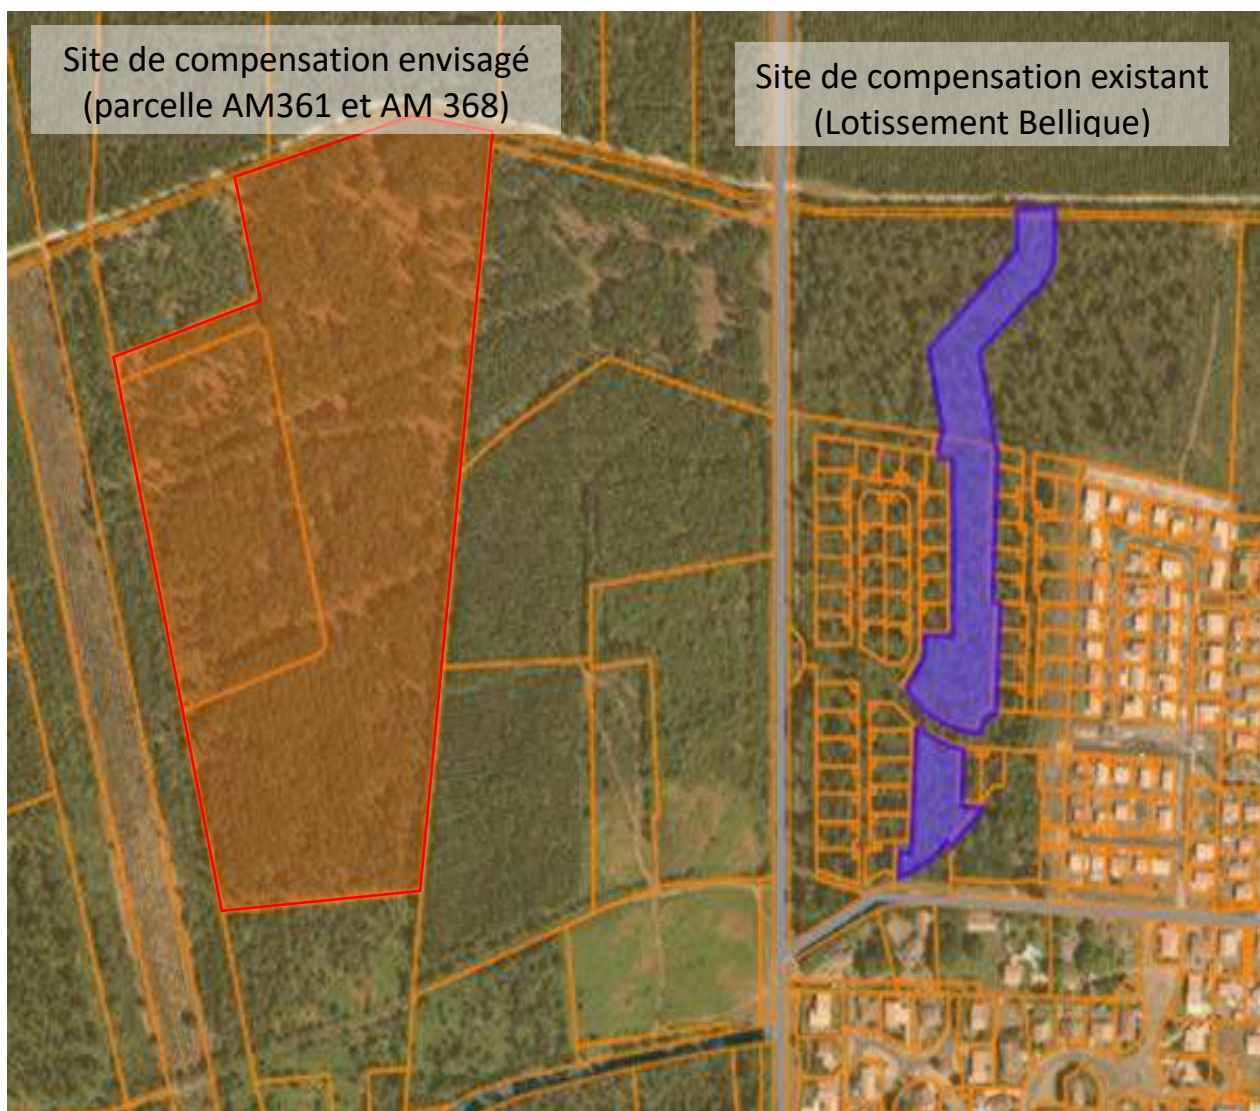 Site de compensation envisagé
(parcelle AM361 et AM 368)
Site de compensation existant
(Lotissement Bellique)